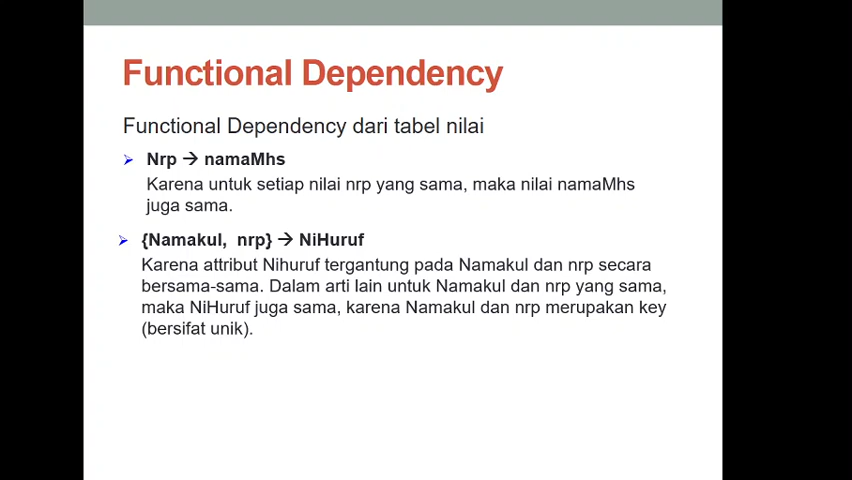 Functional Dependency
Functional Dependency dari tabel nilai
➢ Nrp → namaMhs
Karena untuk setiap nilai nrp yang sama, maka nilai namaMhs
juga sama.
➢ {Namakul, nrp} → NiHuruf
Karena attribut Nihuruf tergantung pada Namakul dan nrp secara
bersama-sama. Dalam arti lain untuk Namakul dan nrp yang sama,
maka NiHuruf juga sama, karena Namakul dan nrp merupakan key
(bersifat unik).